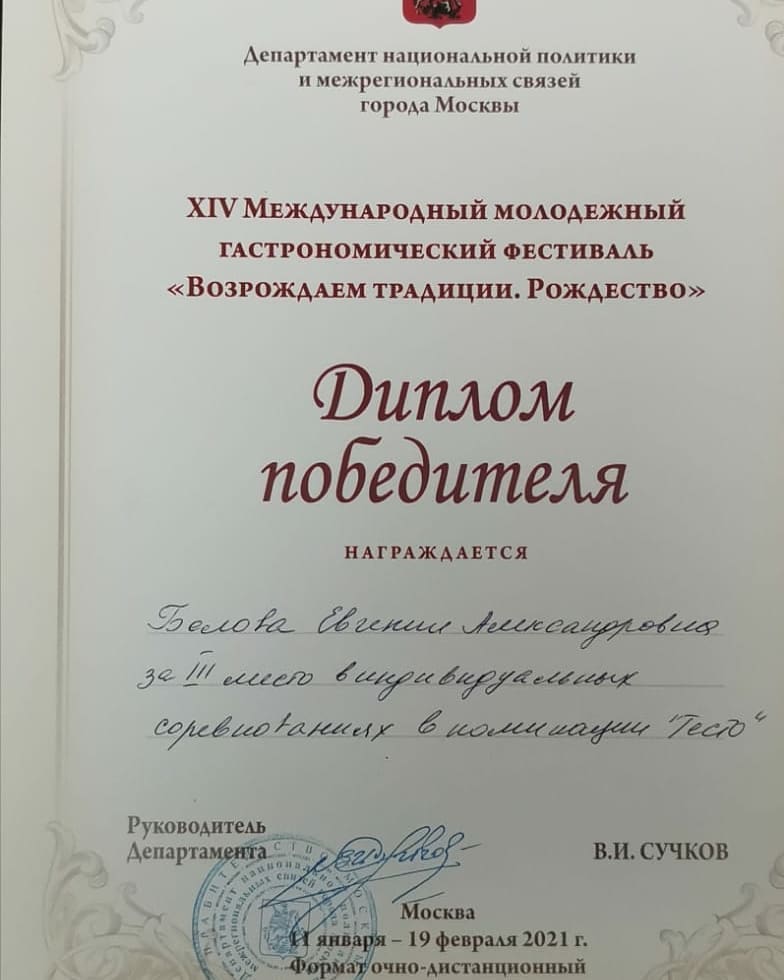 Департамент национальной политики
и межрегиональных связей
города Москвы
XIV Международный молодежный
гастрономический фестиваль
«Возрождаем традиции. Рождество»
Диплом
победителя
НАГРАЖДАЕТСЯ
Белова Евгения Александровна
за III место в индивидуальных
соревнованиях в номинации "Тесто"
Руководитель
Департамента
В.И. СУЧКОВ
Москва
11 января – 19 февраля 2021 г.
Формат очно-дистанционный